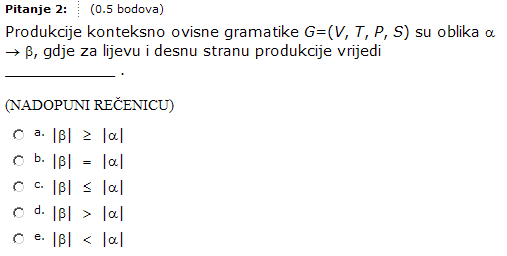 Pitanje 2: (0.5 bodova)
Produkcije konteksno ovisne gramatike G=(V, T, P, S) su oblika α
→ β, gdje za lijevu i desnu stranu produkcije vrijedi
______________ .
(NADOPUNI REČENICU)
a. |β| ≥ |α|
b. |β| = |α|
c. |β| ≤ |α|
d. |β| > |α|
e. |β| < |α|